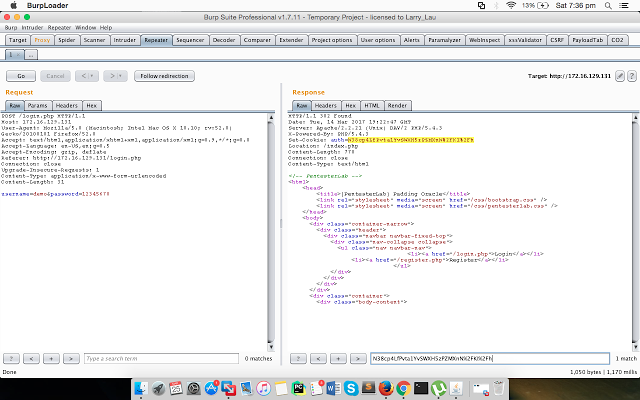 BurpLoader 13% Sat 7:36 pm
Burp Suite Professional v1.7.11 - Temporary Project - licensed to Larry_Lau
Burp Intruder Repeater Window Help
Target Proxy Spider Scanner Intruder Repeater Sequencer Decoder Comparer Extender Project options User options Alerts Paramalyzer WebInspect xssValidator CSRF PayloadTab CO2
1 × ...
Go Cancel < > Follow redirection Target: http://172.16.129.131
Request
Raw Params Headers Hex
POST /login.php HTTP/1.1
Host: 172.16.129.131
User-Agent: Mozilla/5.0 (Macintosh; Intel Mac OS X 10.10; rv:52.0)
Gecko/20100101 Firefox/52.0
Accept: text/html,application/xhtml+xml,application/xml;q=0.9,*/*;q=0.8
Accept-Language: en-US,en;q=0.5
Accept-Encoding: gzip, deflate
Referer: http://172.16.129.131/login.php
Connection: close
Upgrade-Insecure-Requests: 1
Content-Type: application/x-www-form-urlencoded
Content-Length: 31
username=demo&password=12345678
? < + > Type a search term 0 matches
Response
Raw Headers Hex HTML Render
HTTP/1.1 302 Found
Date: Tue, 14 Mar 2017 19:22:47 GMT
Server: Apache/2.2.21 (Unix) DAV/2 PHP/5.4.3
X-Powered-By: PHP/5.4.3
Location: /index.php
Content-Length: 770
Connection: close
Content-Type: text/html
<!-- PentesterLab -->
<html>
<head>
<title>[PentesterLab] Padding Oracle</title>
<link rel="stylesheet" media="screen" href="/css/bootstrap.css" />
<link rel="stylesheet" media="screen" href="/css/pentesterlab.css" />
</head>
<body>
<div class="container-narrow">
<div class="header">
<div class="navbar navbar-fixed-top">
<div class="nav-collapse collapse">
<ul class="nav navbar-nav">
<li><a href="/login.php">Login</a></li>
<li><a href="/register.php">Register</a></li>
</ul>
</div>
</div>
</div>
<div class="container">
<div class="body-content">
? < + > 1 match
Done 1,050 bytes | 1,170 millis